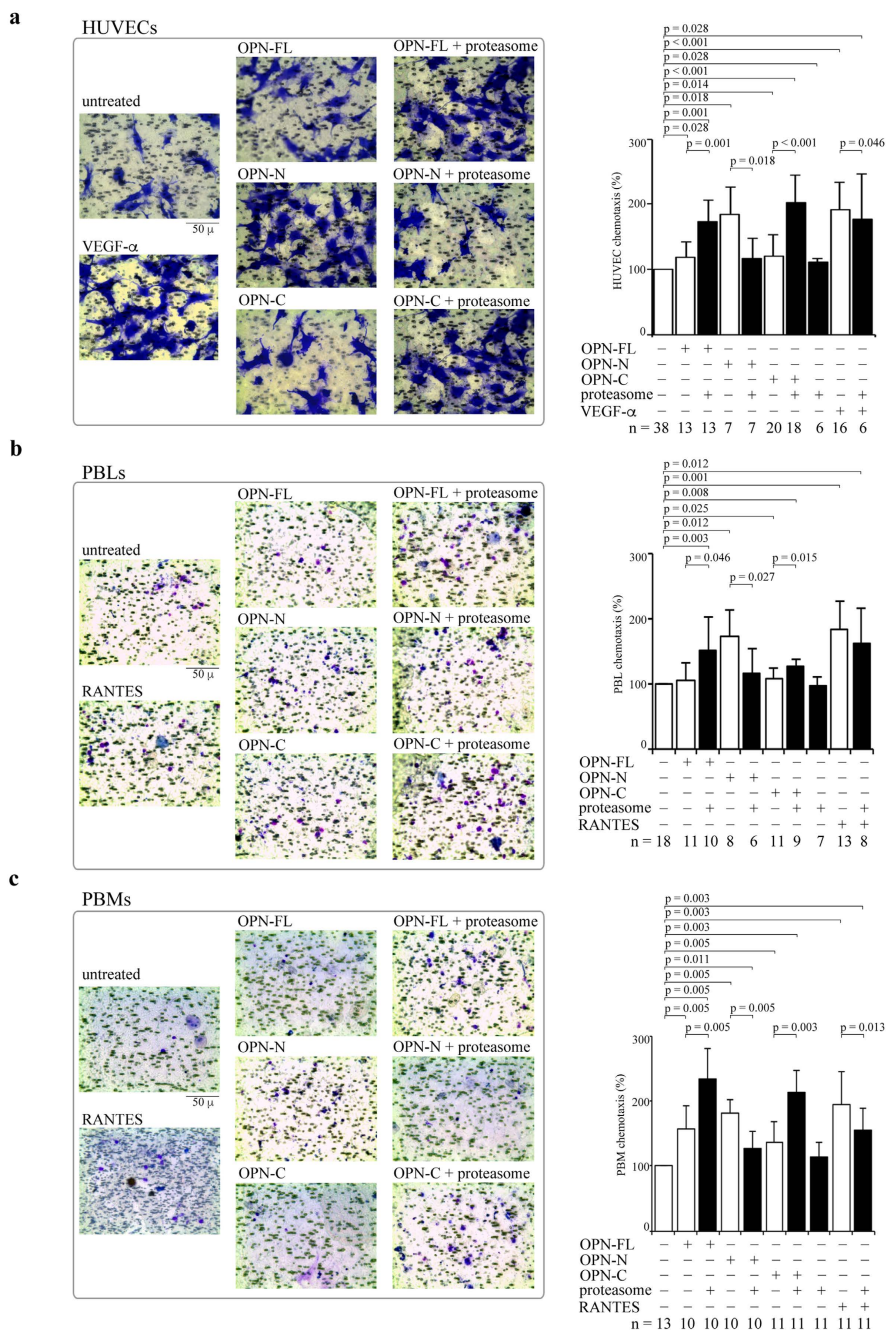 a
HUVECs
OPN-FL
OPN-FL + proteasome
untreated
50 μ
OPN-N
OPN-N + proteasome
VEGF-α
OPN-C
OPN-C + proteasome
p = 0.028
p < 0.001
p = 0.028
p < 0.001
p = 0.014
p = 0.018
p = 0.001
p = 0.028
p = 0.001
p < 0.001
p = 0.046
p = 0.018
300
200
100
0
HUVEC chemotaxis (%)
OPN-FL – + + – – – – – – –
OPN-N – – – + + – – – – –
OPN-C – – – – – + + – – –
proteasome – – + – + – + + – +
VEGF-α – – – – – – – – + +
n = 38 13 13 7 7 20 18 6 16 6
b
PBLs
OPN-FL
OPN-FL + proteasome
untreated
50 μ
OPN-N
OPN-N + proteasome
RANTES
OPN-C
OPN-C + proteasome
p = 0.012
p = 0.001
p = 0.008
p = 0.025
p = 0.012
p = 0.003
p = 0.046
p = 0.015
p = 0.027
300
200
100
0
PBL chemotaxis (%)
OPN-FL – + + – – – – – – –
OPN-N – – – + + – – – – –
OPN-C – – – – – + + – – –
proteasome – – + – + – + + – +
RANTES – – – – – – – – + +
n = 18 11 10 8 6 11 9 7 13 8
c
PBMs
OPN-FL
OPN-FL + proteasome
untreated
50 μ
OPN-N
OPN-N + proteasome
RANTES
OPN-C
OPN-C + proteasome
p = 0.003
p = 0.003
p = 0.003
p = 0.005
p = 0.011
p = 0.005
p = 0.005
p = 0.005
p = 0.005
p = 0.005
p = 0.003
p = 0.013
300
200
100
0
PBM chemotaxis (%)
OPN-FL – + + – – – – – – –
OPN-N – – – + + – – – – –
OPN-C – – – – – + + – – –
proteasome – – + – + – + + – +
RANTES – – – – – – – – + +
n = 13 10 10 10 10 11 11 11 11 11